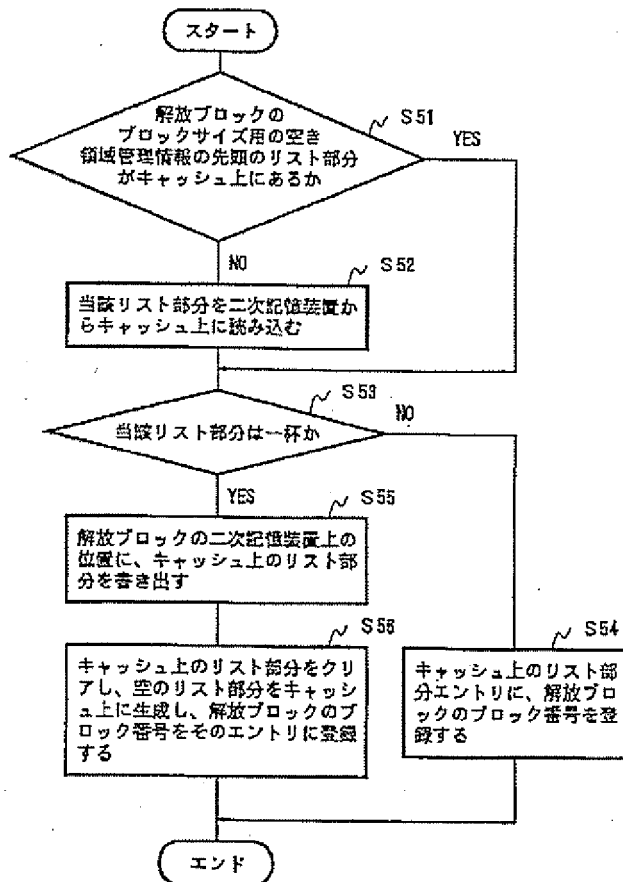 スタート
解放ブロックの
ブロックサイズ用の空き
領域管理情報の先頭のリスト部分
がキャッシュ上にあるか
S51
YES
NO
S52
当該リスト部分を二次記憶装置か
らキャッシュ上に読み込む
S53
当該リスト部分は一杯か
NO
YES
S55
解放ブロックの二次記憶装置上の
位置に、キャッシュ上のリスト部
分を書き出す
S56
キャッシュ上のリスト部分をクリ
アし、空のリスト部分をキャッシ
ュ上に生成し、解放ブロックのブ
ロック番号をそのエントリに登録
する
S54
キャッシュ上のリスト部
分エントリに、解放ブロ
ックのブロック番号を登
録する
エンド